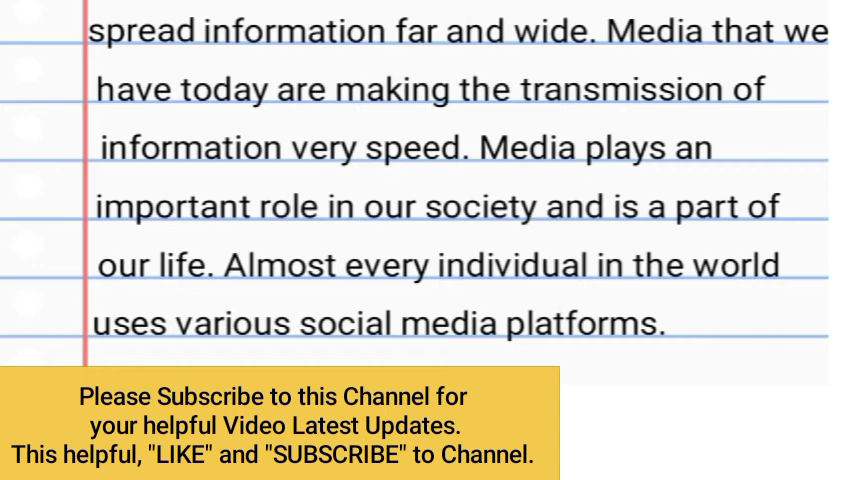 spread information far and wide. Media that we
have today are making the transmission of
information very speed. Media plays an
important role in our society and is a part of
our life. Almost every individual in the world
uses various social media platforms.
Please Subscribe to this Channel for
your helpful Video Latest Updates.
This helpful, "LIKE" and "SUBSCRIBE" to Channel.